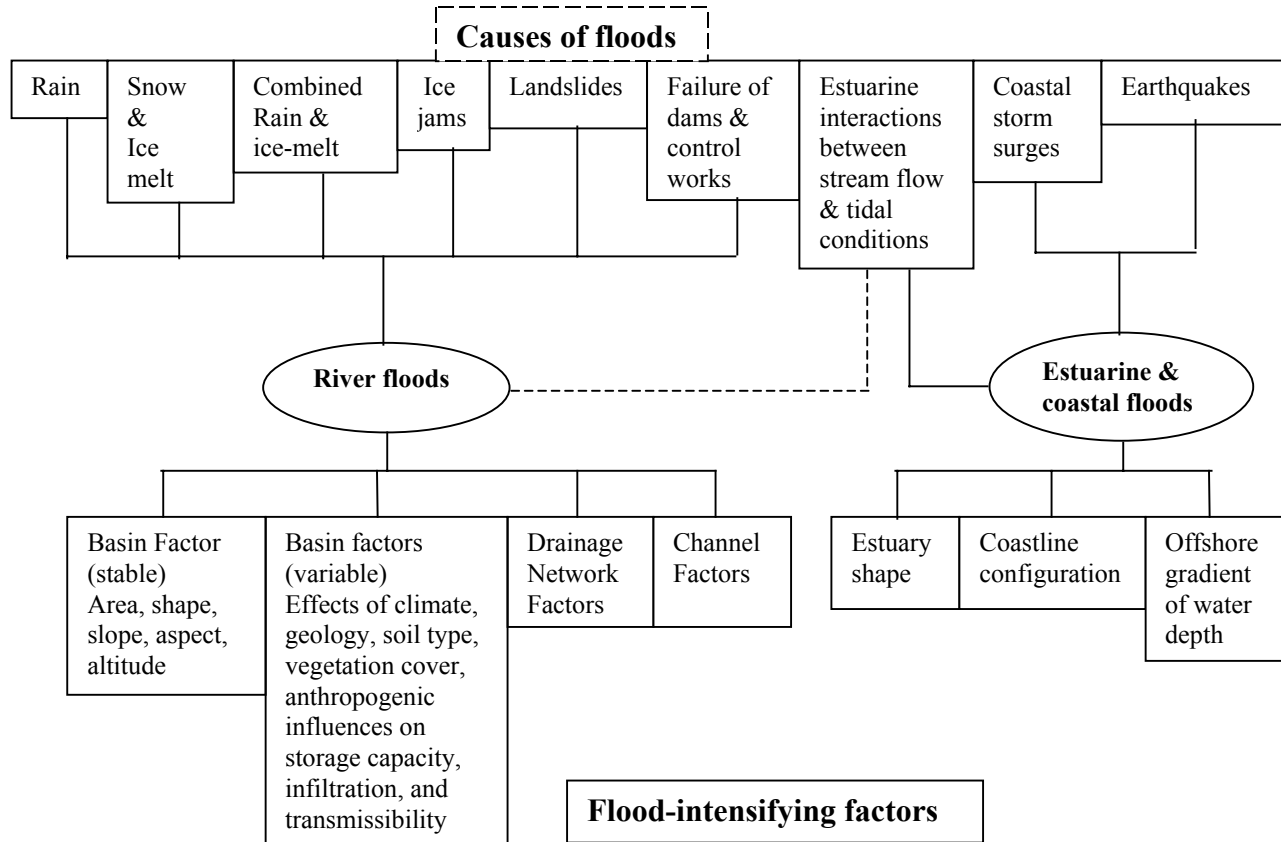 Causes of floods
Rain
Snow
&
Ice
melt
Combined
Rain &
ice-melt
Ice
jams
Landslides
Failure of
dams &
control
works
Estuarine
interactions
between
stream flow
& tidal
conditions
Coastal
storm
surges
Earthquakes
River floods
Estuarine &
coastal floods
Basin Factor
(stable)
Area, shape,
slope, aspect,
altitude
Basin factors
(variable)
Effects of climate,
geology, soil type,
vegetation cover,
anthropogenic
influences on
storage capacity,
infiltration, and
transmissibility
Drainage
Network
Factors
Channel
Factors
Estuary
shape
Coastline
configuration
Offshore
gradient
of water
depth
Flood-intensifying factors